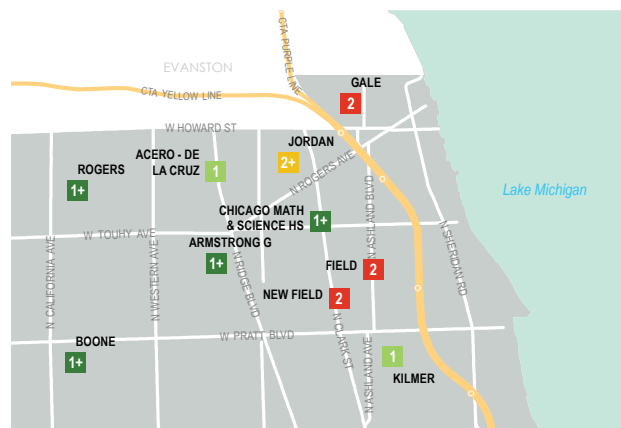 CTA PURPLE LINE
EVANSTON
GALE
2
CTA YELLOW LINE
W HOWARD ST
JORDAN
2+
ACERO - DE
LA CRUZ
1
ROGERS
1+
N ROGERS AVE
Lake Michigan
CHICAGO MATH
& SCIENCE HS
1+
W TOUHY AVE
ARMSTRONG G
1+
N CALIFORNIA AVE
N WESTERN AVE
N RIDGE BLVD
N ASHLAND BLVD
N SHERIDAN RD
FIELD
2
NEW FIELD
2
N CLARK ST
W PRATT BLVD
BOONE
1+
N ASHLAND AVE
1
KILMER